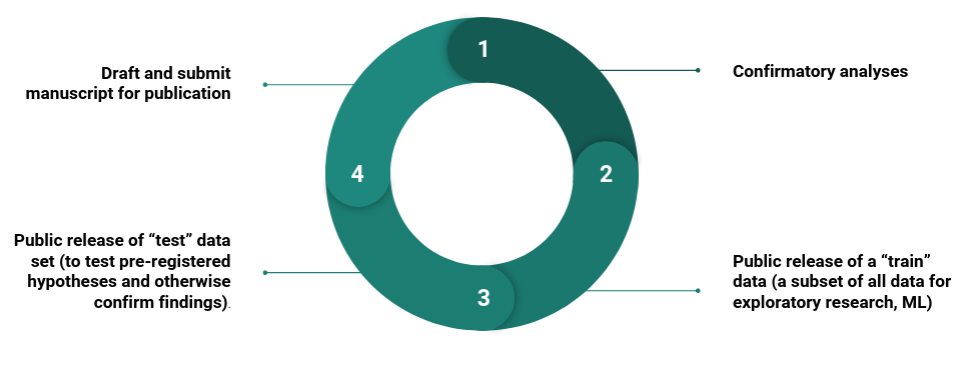 1
Confirmatory analyses
2
Public release of a “train”
data (a subset of all data for
exploratory research, ML)
3
Public release of “test” data
set (to test pre-registered
hypotheses and otherwise
confirm findings).
4
Draft and submit
manuscript for publication